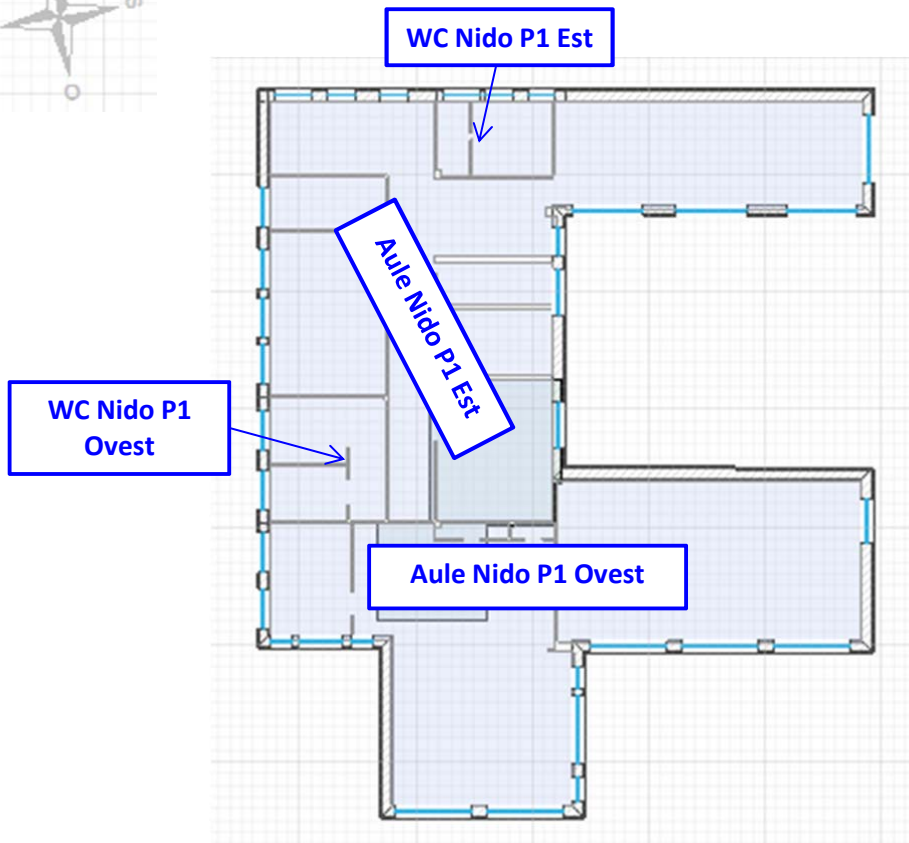 S
WC Nido P1 Est
Aule Nido P1 Est
WC Nido P1
Ovest
Aule Nido P1 Ovest
O